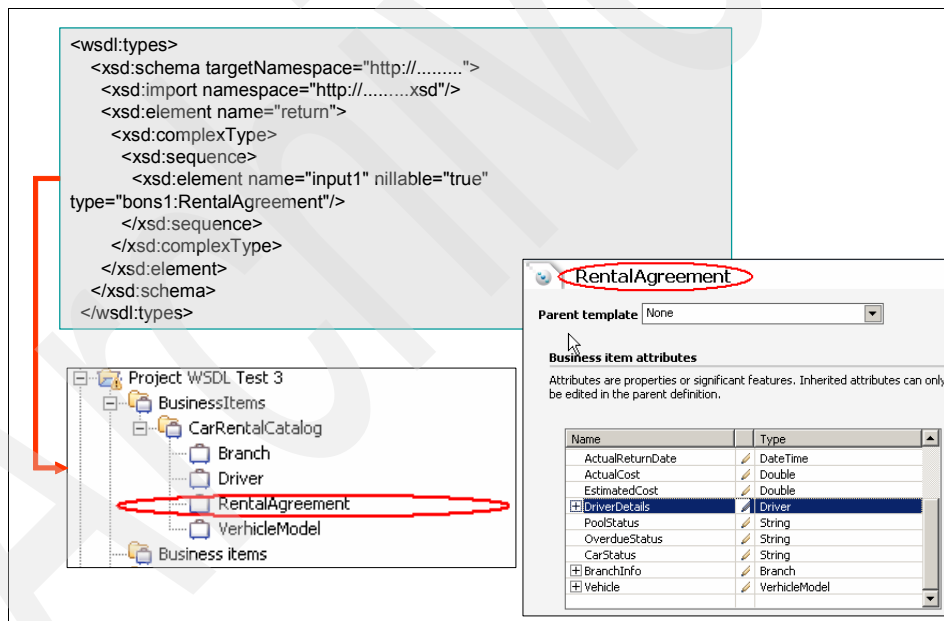 <wsdl:types>
<xsd:schema targetNamespace="http://.........">
<xsd:import namespace="http://.........xsd"/>
<xsd:element name="return">
<xsd:complexType>
<xsd:sequence>
<xsd:element name="input1" nillable="true"
type="bons1:RentalAgreement"/>
</xsd:sequence>
</xsd:complexType>
</xsd:element>
</xsd:schema>
</wsdl:types>
Project WSDL Test 3
BusinessItems
CarRentalCatalog
Branch
Driver
RentalAgreement
VerhicleModel
Business items
RentalAgreement
Parent template None
Business item attributes
Attributes are properties or significant features. Inherited attributes can only
be edited in the parent definition.
Name Type
ActualReturnDate DateTime
ActualCost Double
EstimatedCost Double
DriverDetails Driver
PoolStatus String
OverdueStatus String
CarStatus String
BranchInfo Branch
Vehicle VerhicleModel